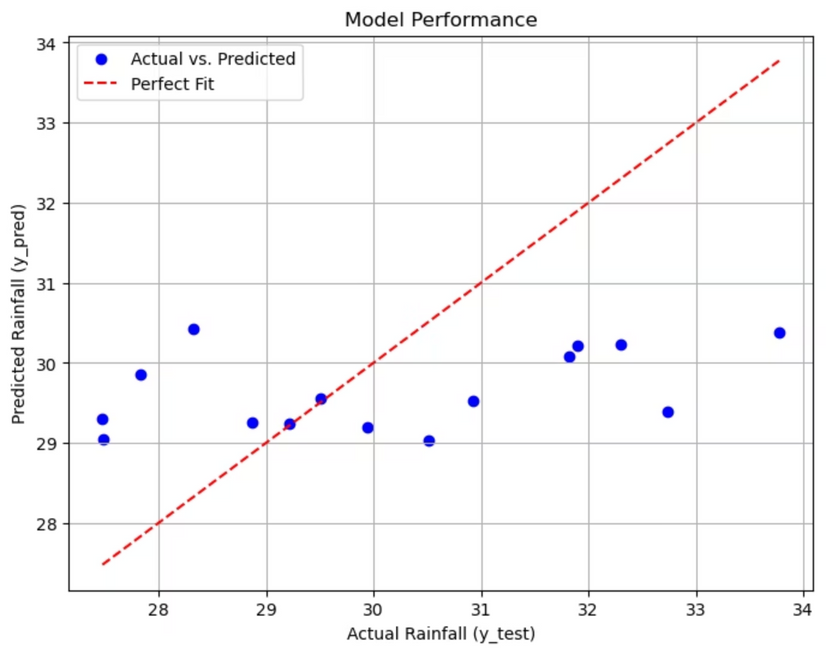 Model Performance
Actual vs. Predicted
Perfect Fit
34
33
32
31
30
29
28
Predicted Rainfall (y_pred)
28
29
30
31
32
33
34
Actual Rainfall (y_test)